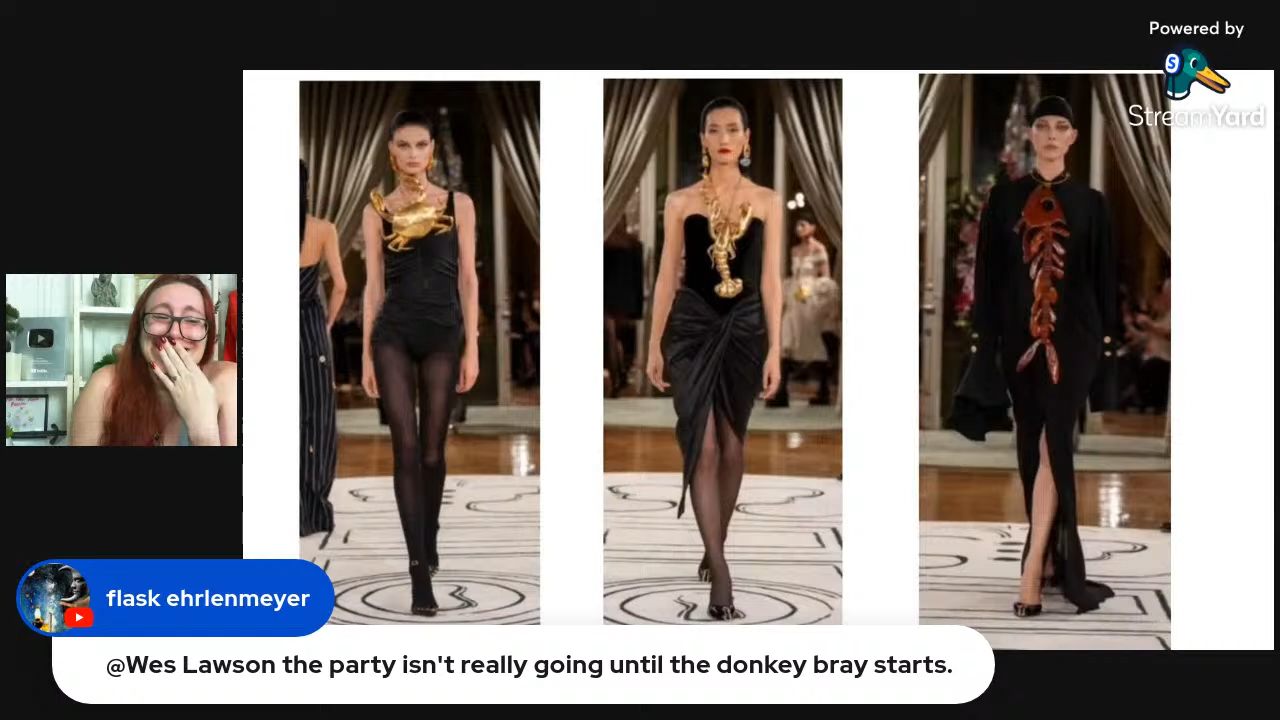 Powered by
StreamYard
flask ehrlenmeyer
@Wes Lawson the party isn't really going until the donkey bray starts.